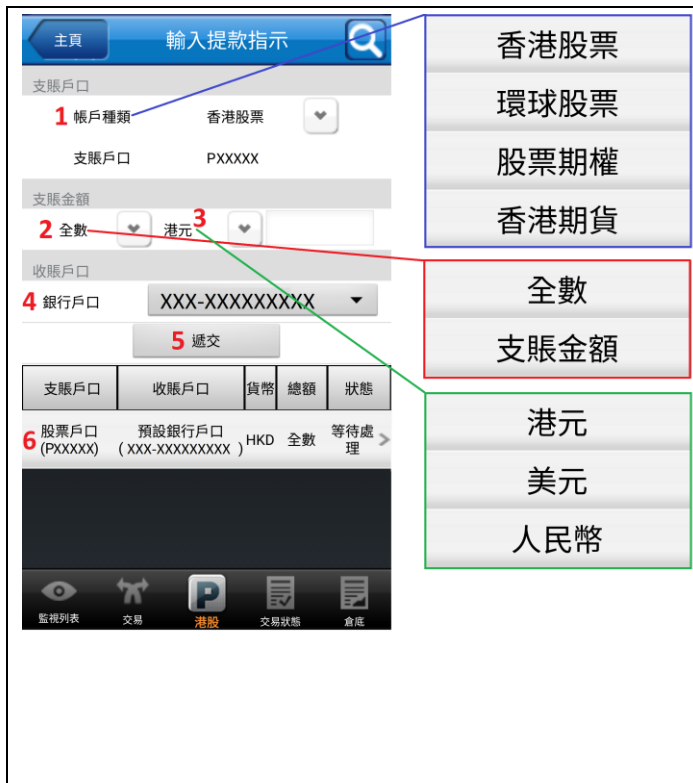 主頁
輸入提款指示
支賬戶口
1 帳戶種類 香港股票
支賬戶口 PXXXXX
支賬金額
2 全數 3 港元
收賬戶口
4 銀行戶口 XXX-XXXXXXXXX
5 遞交
支賬戶口 收賬戶口 貨幣 總額 狀態
6 股票戶口 (PXXXXX) 預設銀行戶口 ( XXX-XXXXXXXXX ) HKD 全數 等待處理
監視列表 交易 港股 交易狀態 倉底
香港股票
環球股票
股票期權
香港期貨
全數
支賬金額
港元
美元
人民幣